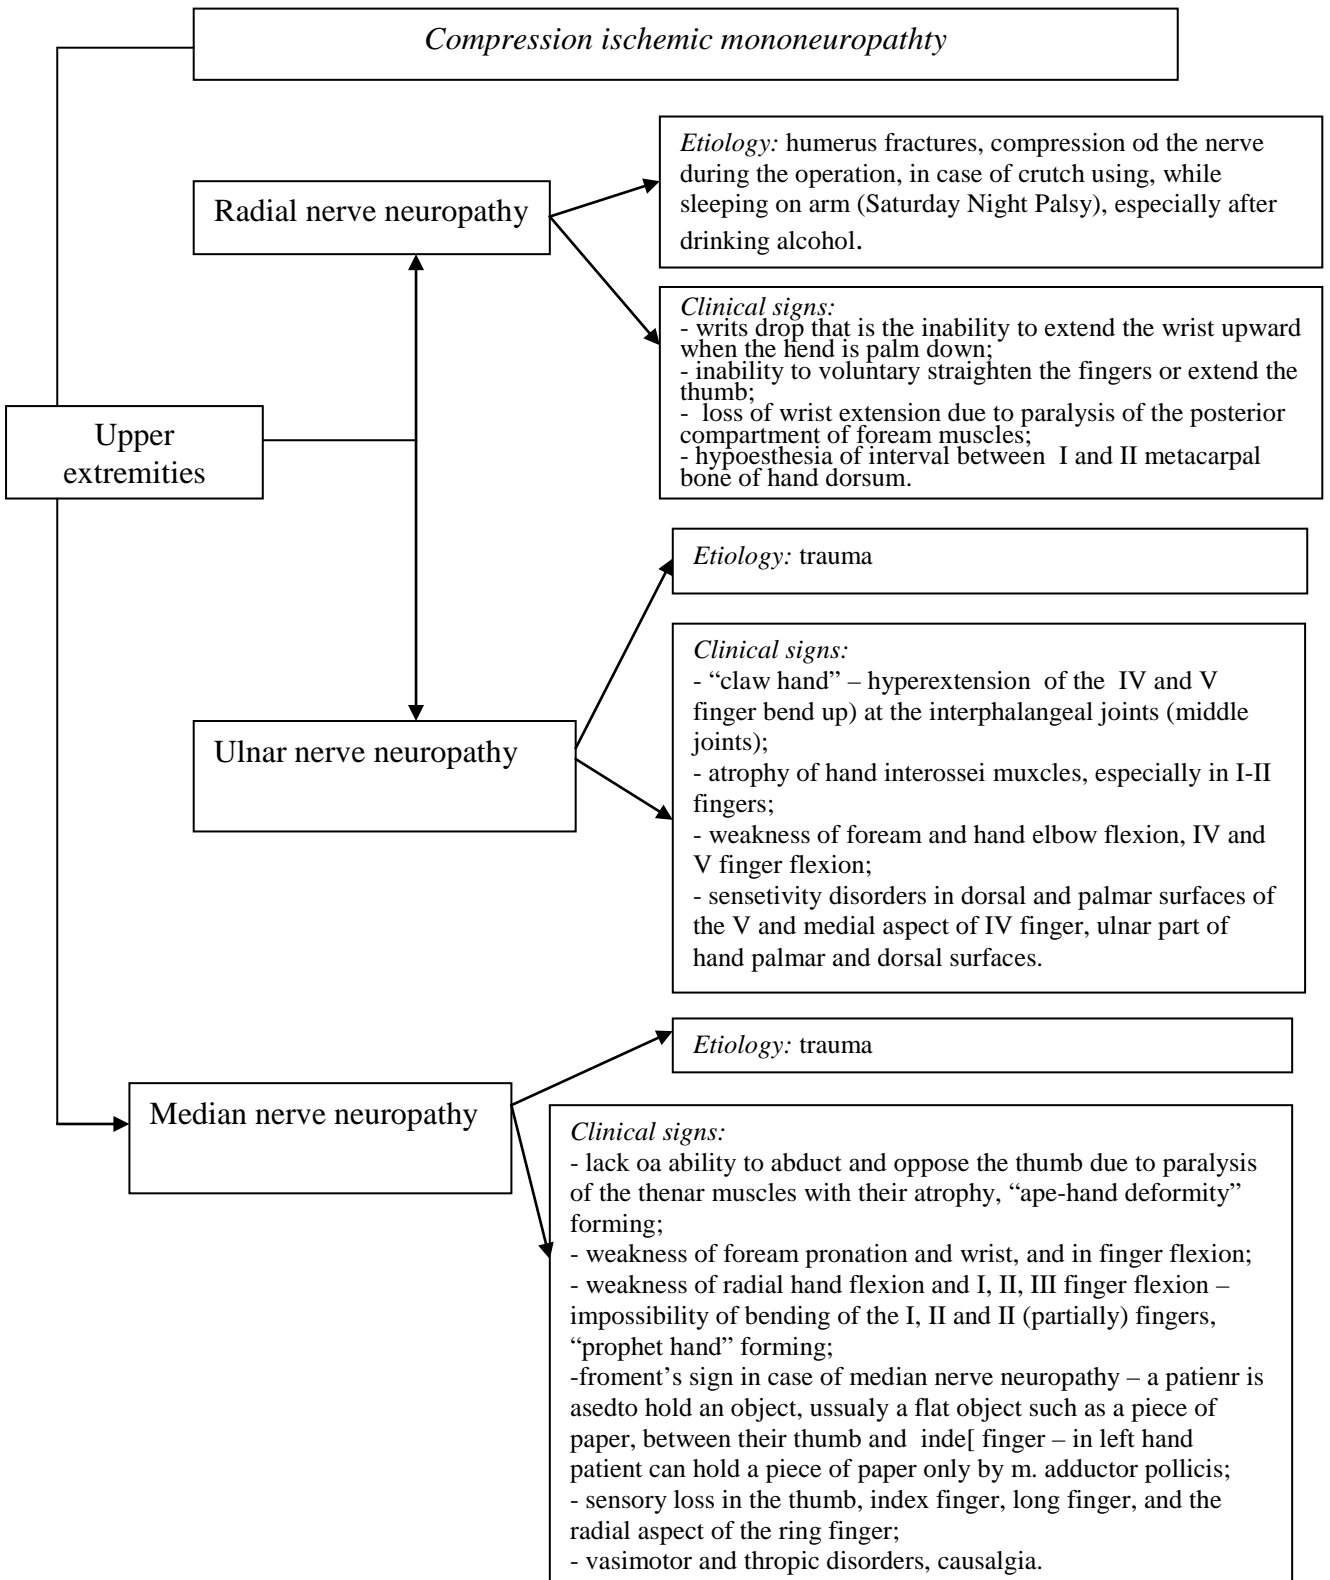 Compression ischemic mononeuropathty
Etiology: humerus fractures, compression od the nerve
during the operation, in case of crutch using, while
sleeping on arm (Saturday Night Palsy), especially after
drinking alcohol.
Radial nerve neuropathy
Clinical signs:
- writs drop that is the inability to extend the wrist upward
when the hend is palm down;
- inability to voluntary straighten the fingers or extend the
thumb;
- loss of wrist extension due to paralysis of the posterior
compartment of foream muscles;
- hypoesthesia of interval between I and II metacarpal
bone of hand dorsum.
Upper
extremities
Etiology: trauma
Clinical signs:
- “claw hand” – hyperextension of the IV and V
finger bend up) at the interphalangeal joints (middle
joints);
- atrophy of hand interossei muxcles, especially in I-II
fingers;
- weakness of foream and hand elbow flexion, IV and
V finger flexion;
- sensetivity disorders in dorsal and palmar surfaces of
the V and medial aspect of IV finger, ulnar part of
hand palmar and dorsal surfaces.
Ulnar nerve neuropathy
Etiology: trauma
Median nerve neuropathy
Clinical signs:
- lack oa ability to abduct and oppose the thumb due to paralysis
of the thenar muscles with their atrophy, “ape-hand deformity”
forming;
- weakness of foream pronation and wrist, and in finger flexion;
- weakness of radial hand flexion and I, II, III finger flexion –
impossibility of bending of the I, II and II (partially) fingers,
“prophet hand” forming;
-froment’s sign in case of median nerve neuropathy – a patienr is
asedto hold an object, ussualy a flat object such as a piece of
paper, between their thumb and inde[ finger – in left hand
patient can hold a piece of paper only by m. adductor pollicis;
- sensory loss in the thumb, index finger, long finger, and the
radial aspect of the ring finger;
- vasimotor and thropic disorders, causalgia.